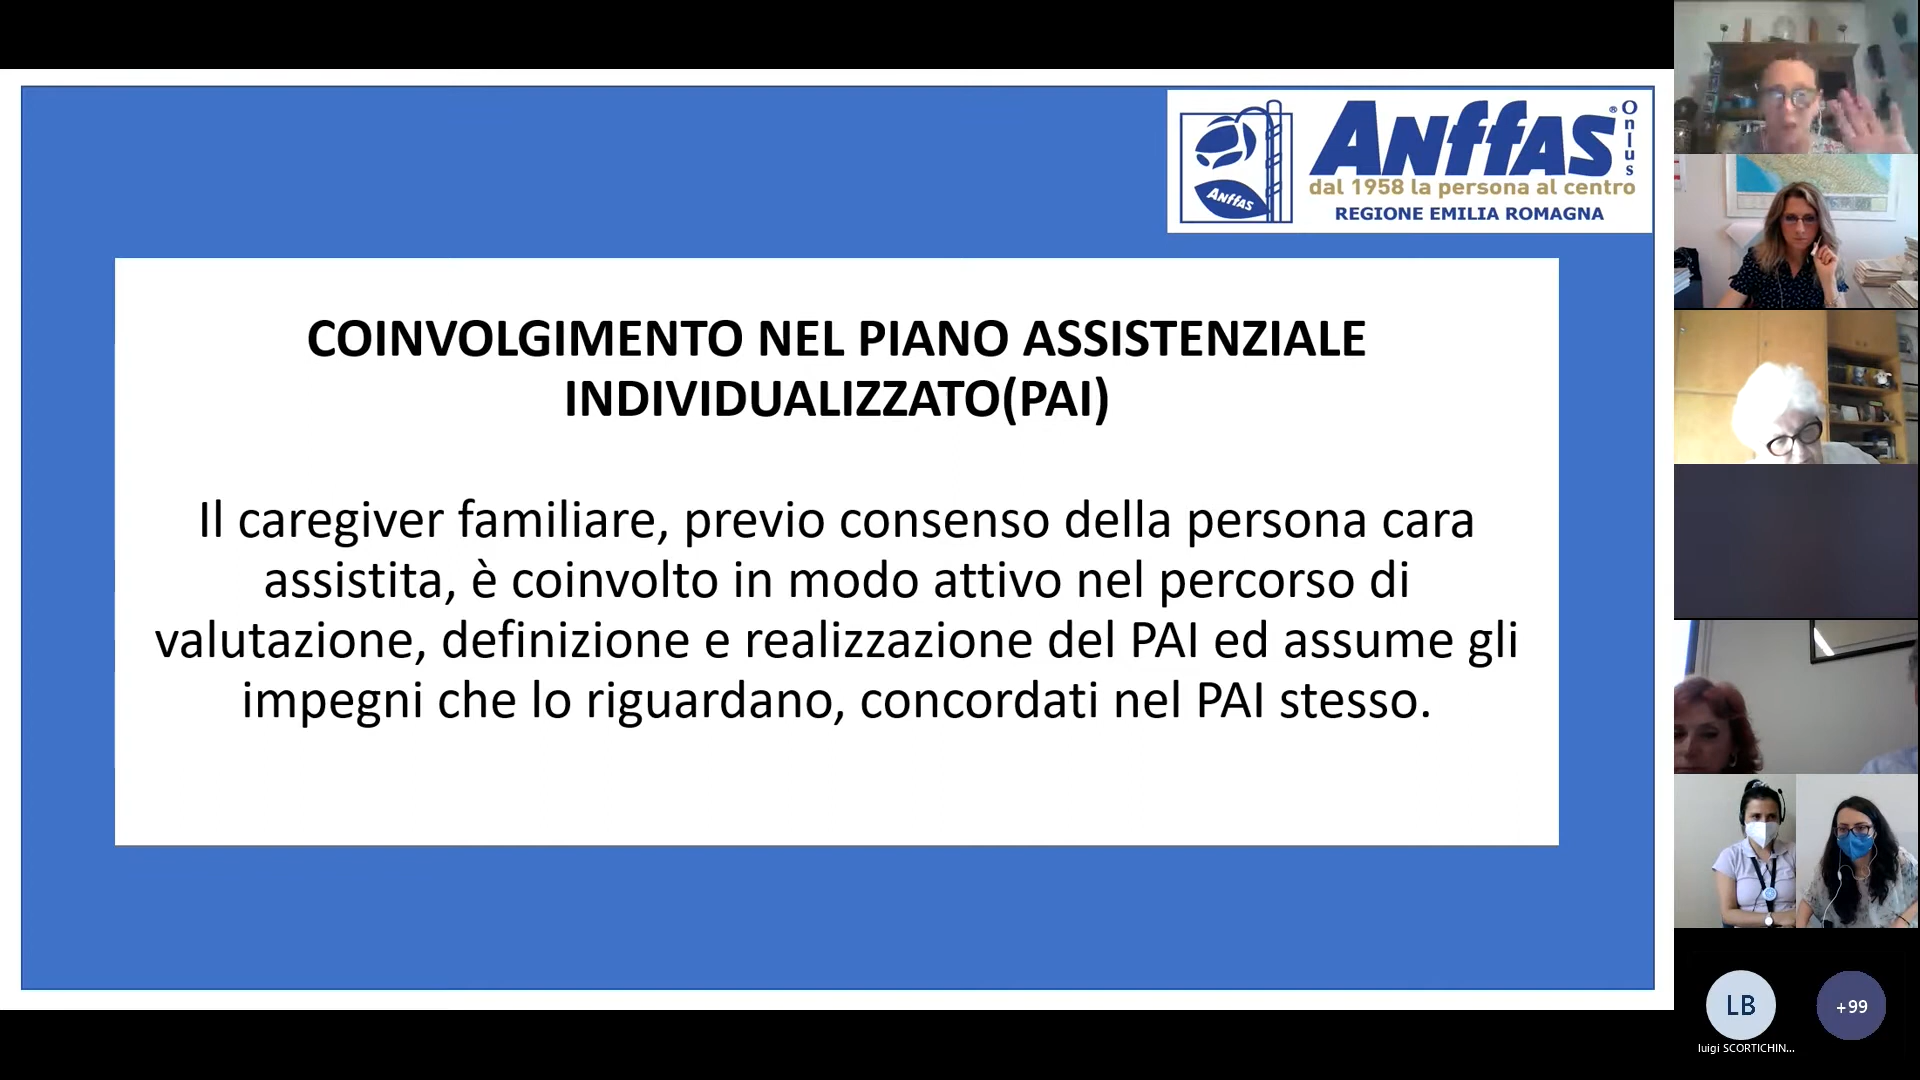 Anffas® Onlus
dal 1958 la persona al centro
REGIONE EMILIA ROMAGNA
Anffas
COINVOLGIMENTO NEL PIANO ASSISTENZIALE
INDIVIDUALIZZATO(PAI)
Il caregiver familiare, previo consenso della persona cara
assistita, è coinvolto in modo attivo nel percorso di
valutazione, definizione e realizzazione del PAI ed assume gli
impegni che lo riguardano, concordati nel PAI stesso.
LB
+99
luigi SCORTICHIN...